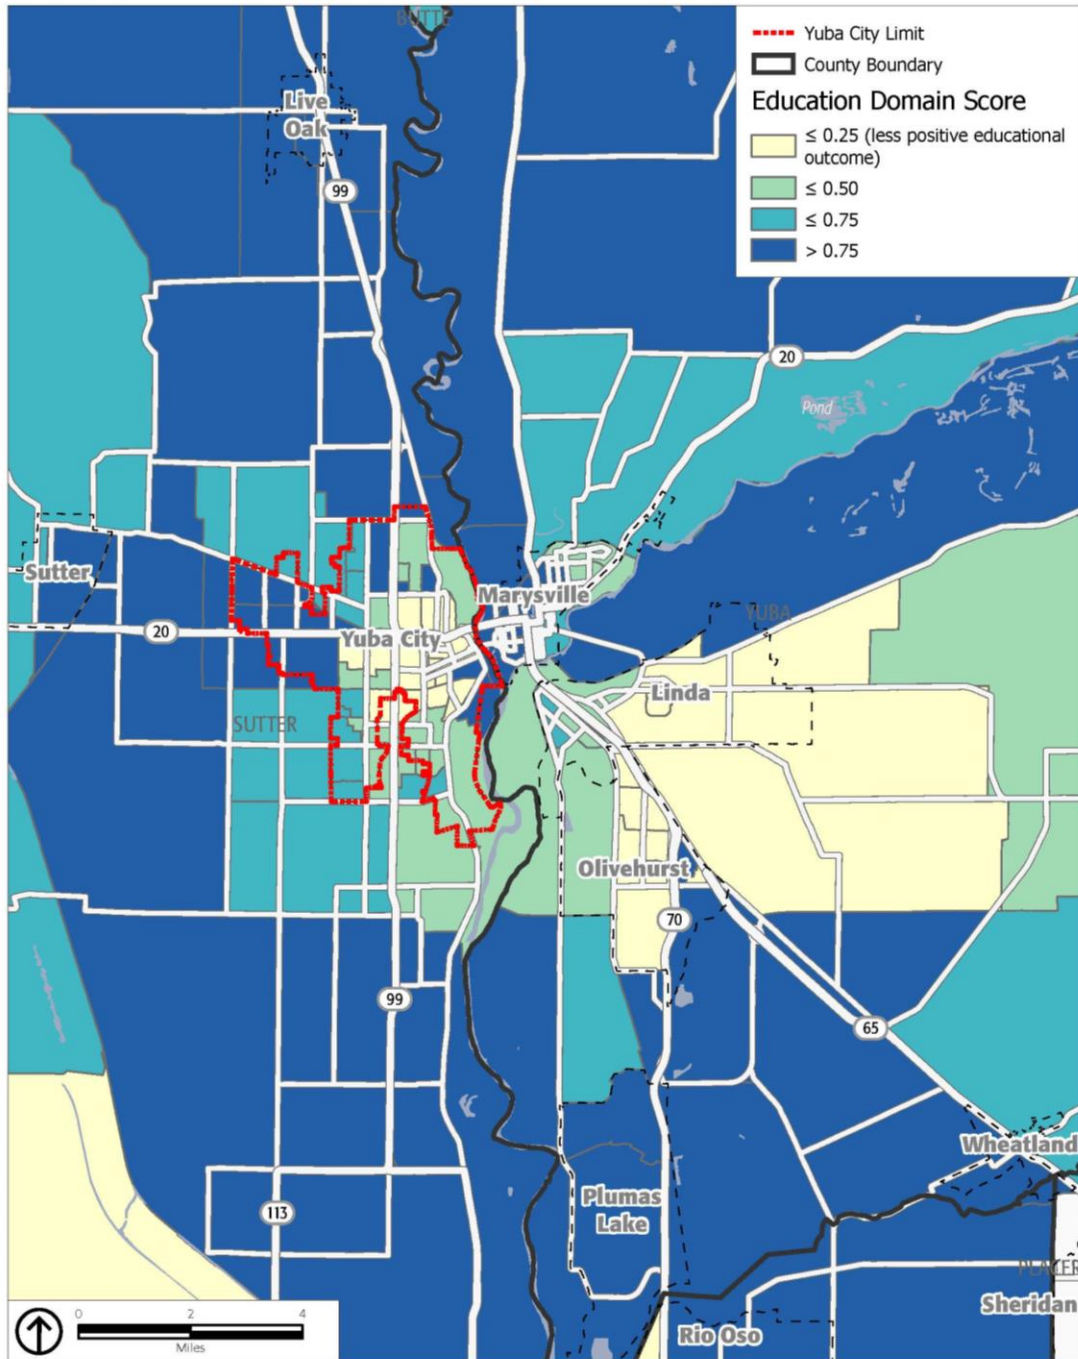 BUTTE
Yuba City Limit
County Boundary
Education Domain Score
≤ 0.25 (less positive educational
outcome)
≤ 0.50
≤ 0.75
> 0.75
Live
Oak
99
20
Pond
Sutter
20
Marysville
YUBA
Yuba City
Linda
SUTTER
Olivehurst
70
99
65
Wheatland
113
Plumas
Lake
PLACER
Sheridan
Rio Oso
0 2 4
Miles